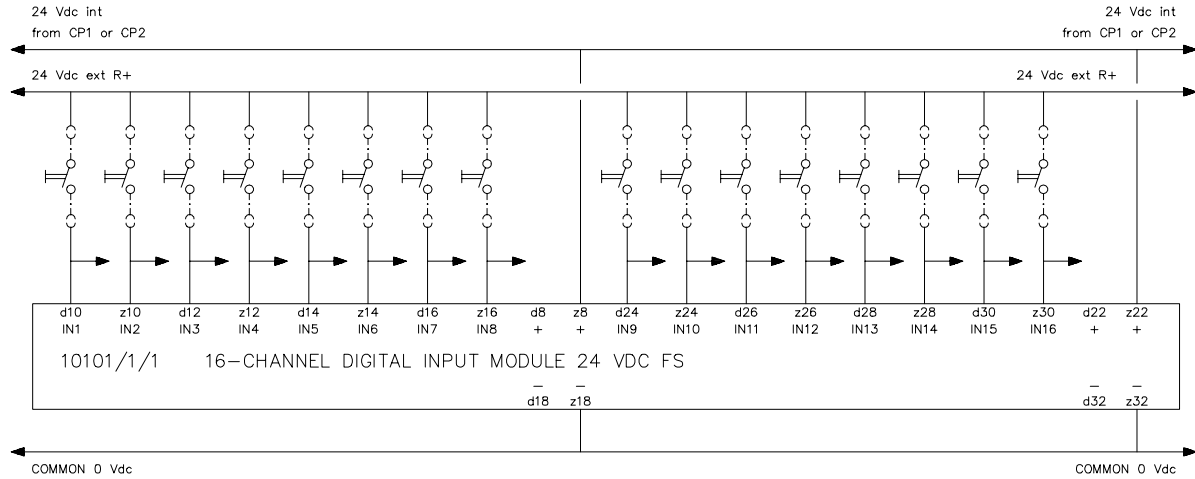 24 Vdc int 24 Vdc int
from CP1 or CP2 from CP1 or CP2
24 Vdc ext R+ 24 Vdc ext R+
d10 z10 d12 z12 d14 z14 d16 z16 d8 z8 d24 z24 d26 z26 d28 z28 d30 z30 d22 z22
IN1 IN2 IN3 IN4 IN5 IN6 IN7 IN8 + + IN9 IN10 IN11 IN12 IN13 IN14 IN15 IN16 + +
10101/1/1 16-CHANNEL DIGITAL INPUT MODULE 24 VDC FS
- - - -
d18 z18 d32 z32
COMMON 0 Vdc COMMON 0 Vdc